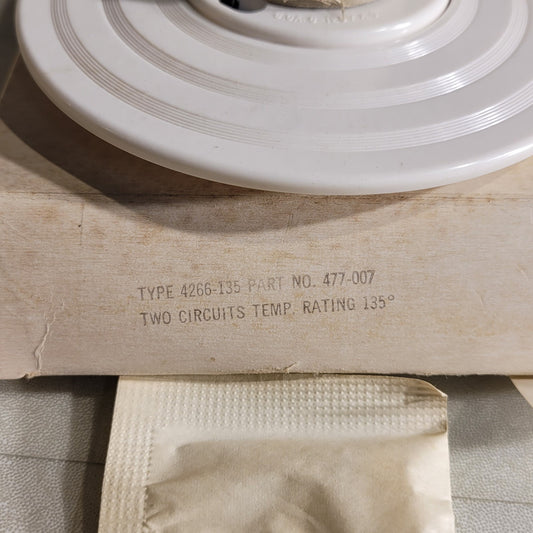 TYPE 4266-135 PART NO. 477-007
TWO CIRCUITS TEMP. RATING 135°